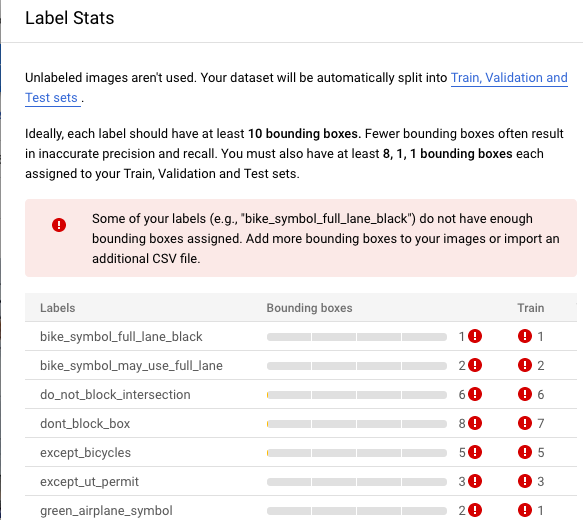 Label Stats
Unlabeled images aren't used. Your dataset will be automatically split into Train, Validation and
Test sets .
Ideally, each label should have at least 10 bounding boxes. Fewer bounding boxes often result
in inaccurate precision and recall. You must also have at least 8, 1, 1 bounding boxes each
assigned to your Train, Validation and Test sets.
Some of your labels (e.g., "bike_symbol_full_lane_black") do not have enough
bounding boxes assigned. Add more bounding boxes to your images or import an
additional CSV file.
Labels Bounding boxes Train
bike_symbol_full_lane_black 1 1
bike_symbol_may_use_full_lane 2 2
do_not_block_intersection 6 6
dont_block_box 8 7
except_bicycles 5 5
except_ut_permit 3 3
green_airplane_symbol 2 1